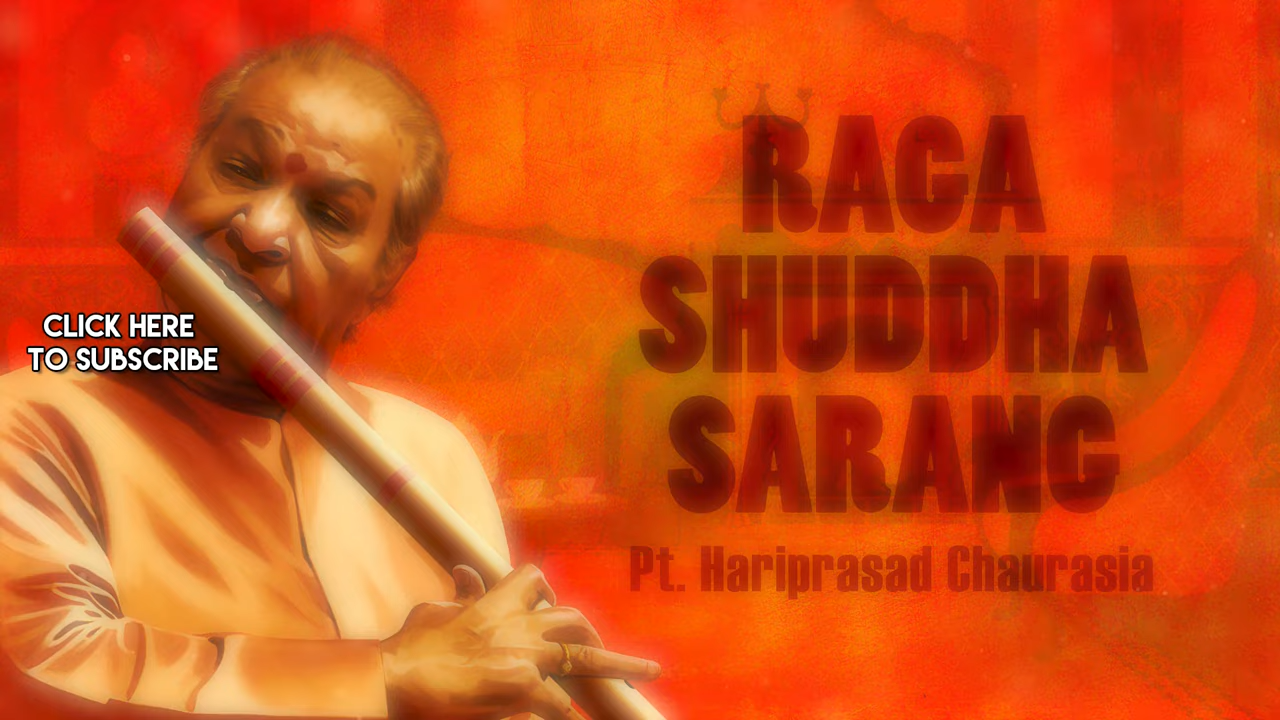 CLICK HERE
TO SUBSCRIBE
RAGA
SHUDDHA
SARANG
Pt. Hariprasad Chaurasia